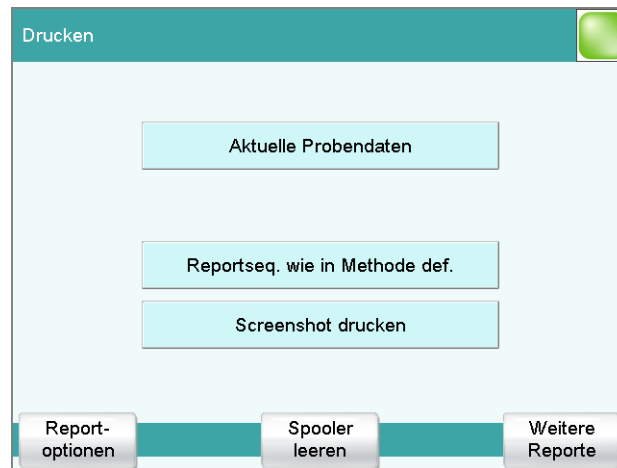 Drucken
Aktuelle Probendaten
Reportseq. wie in Methode def.
Screenshot drucken
Report-
optionen
Spooler
leeren
Weitere
Reporte